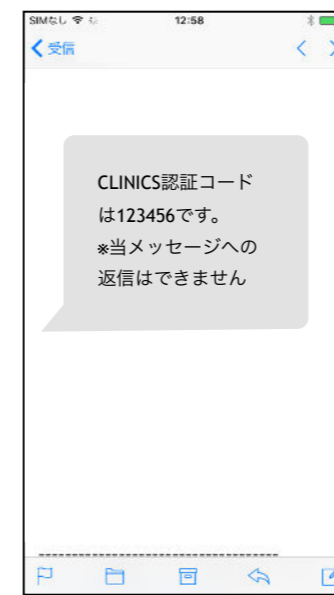 SIMなし 12:58
受信
CLINICS認証コード
は123456です。
※当メッセージへの
返信はできません